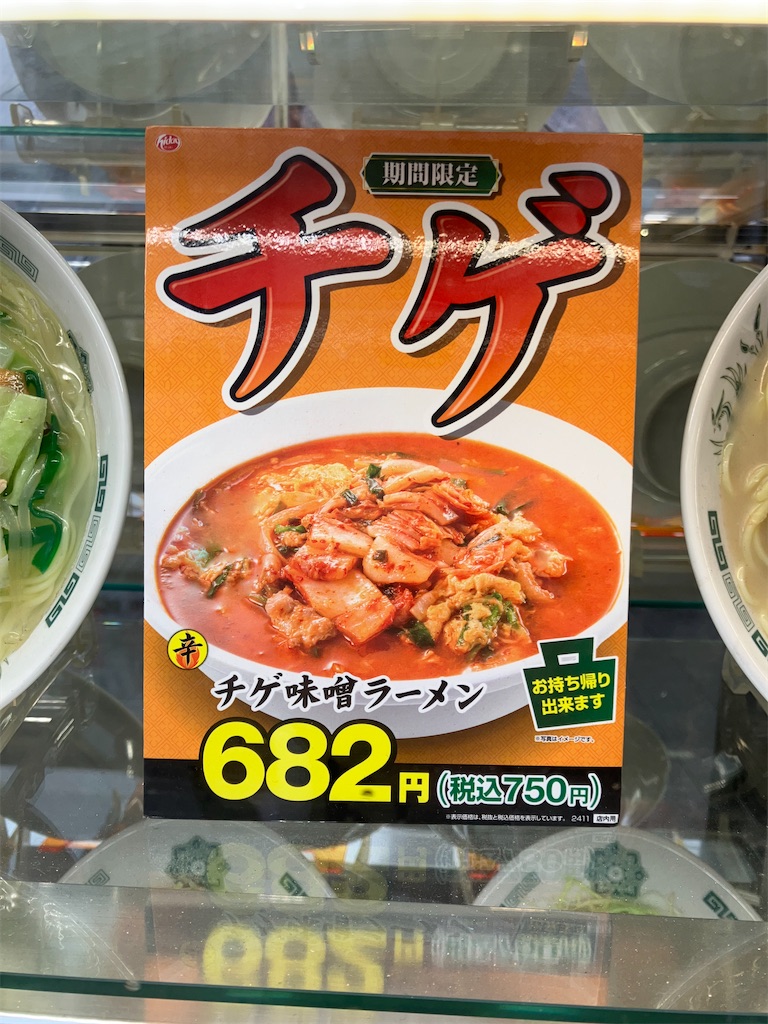 期間限定
チゲ
辛
チゲ味噌ラーメン
お持ち帰り
出来ます
※写真はイメージです。
682円(税込750円)
※表示価格は、税抜と税込価格を表示しています。 2411 店内用